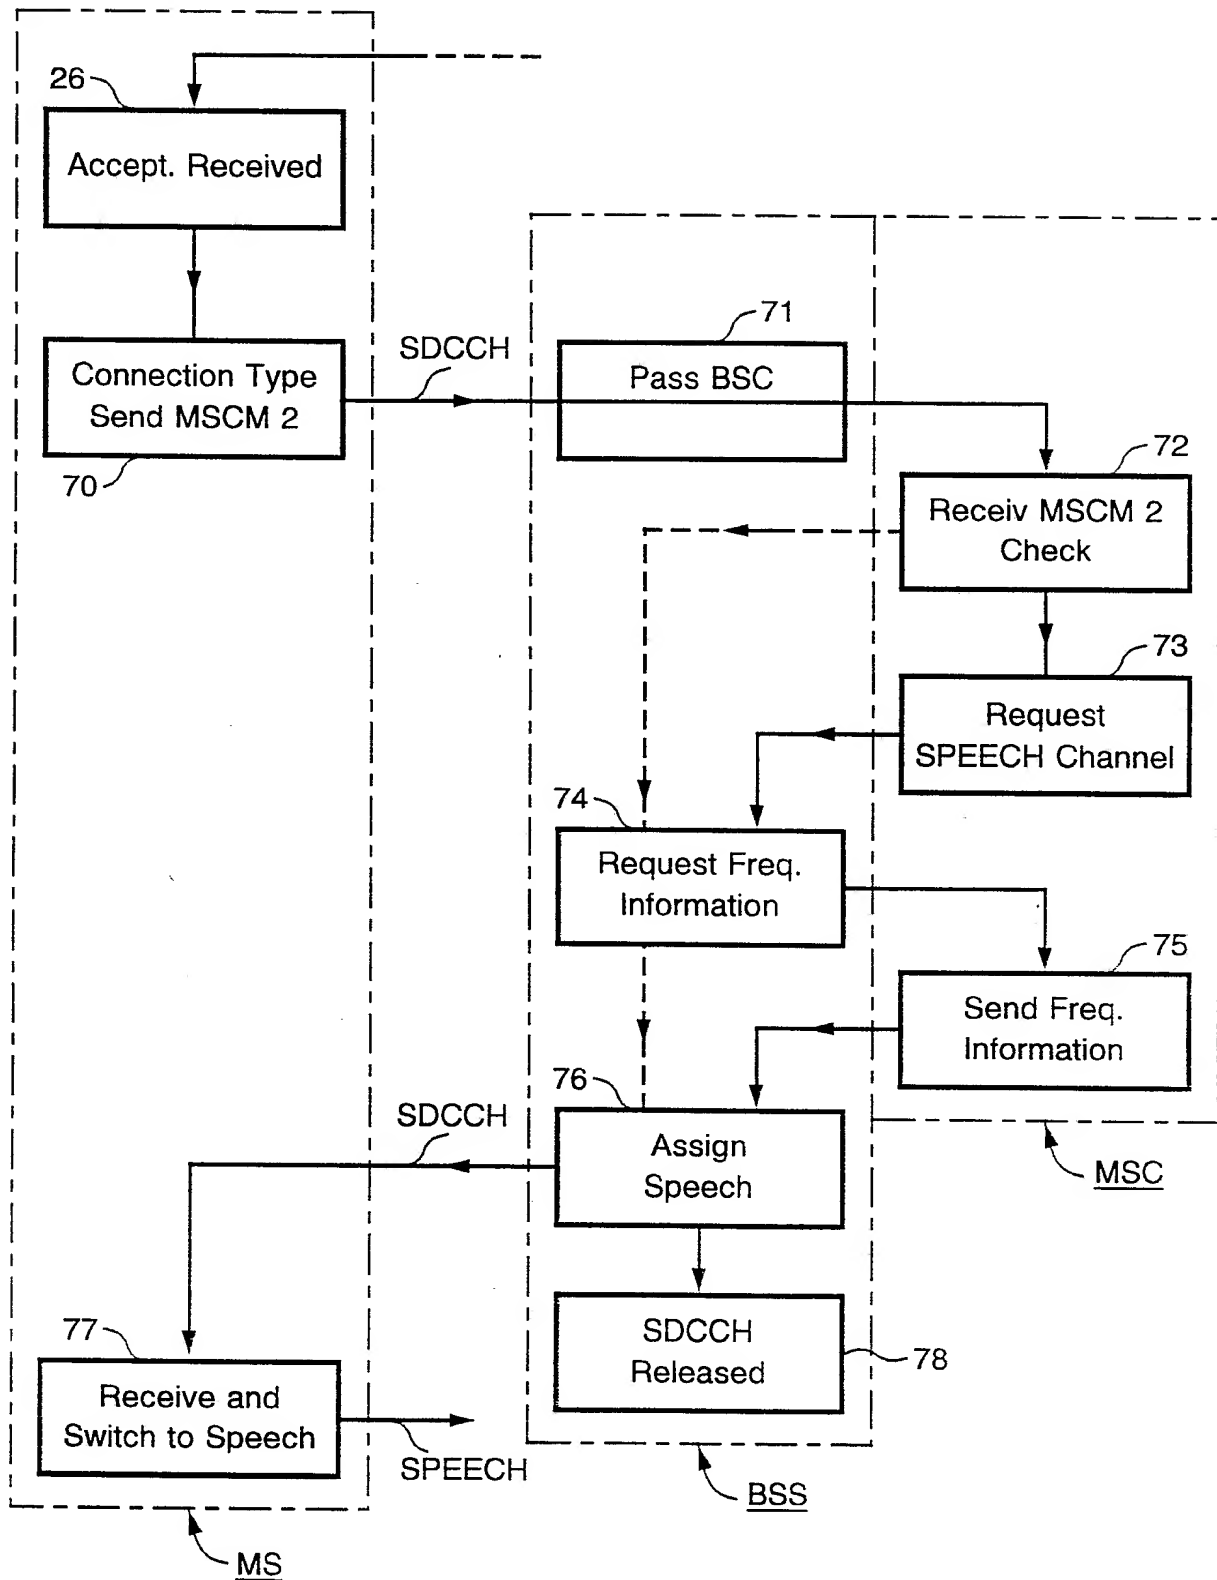 26
Accept. Received
Connection Type
Send MSCM 2
70
SDCCH
71
Pass BSC
72
Receiv MSCM 2
Check
73
Request
SPEECH Channel
74
Request Freq.
Information
75
Send Freq.
Information
76
Assign
Speech
SDCCH
MSC
SDCCH
Released
78
77
Receive and
Switch to Speech
SPEECH
BSS
MS